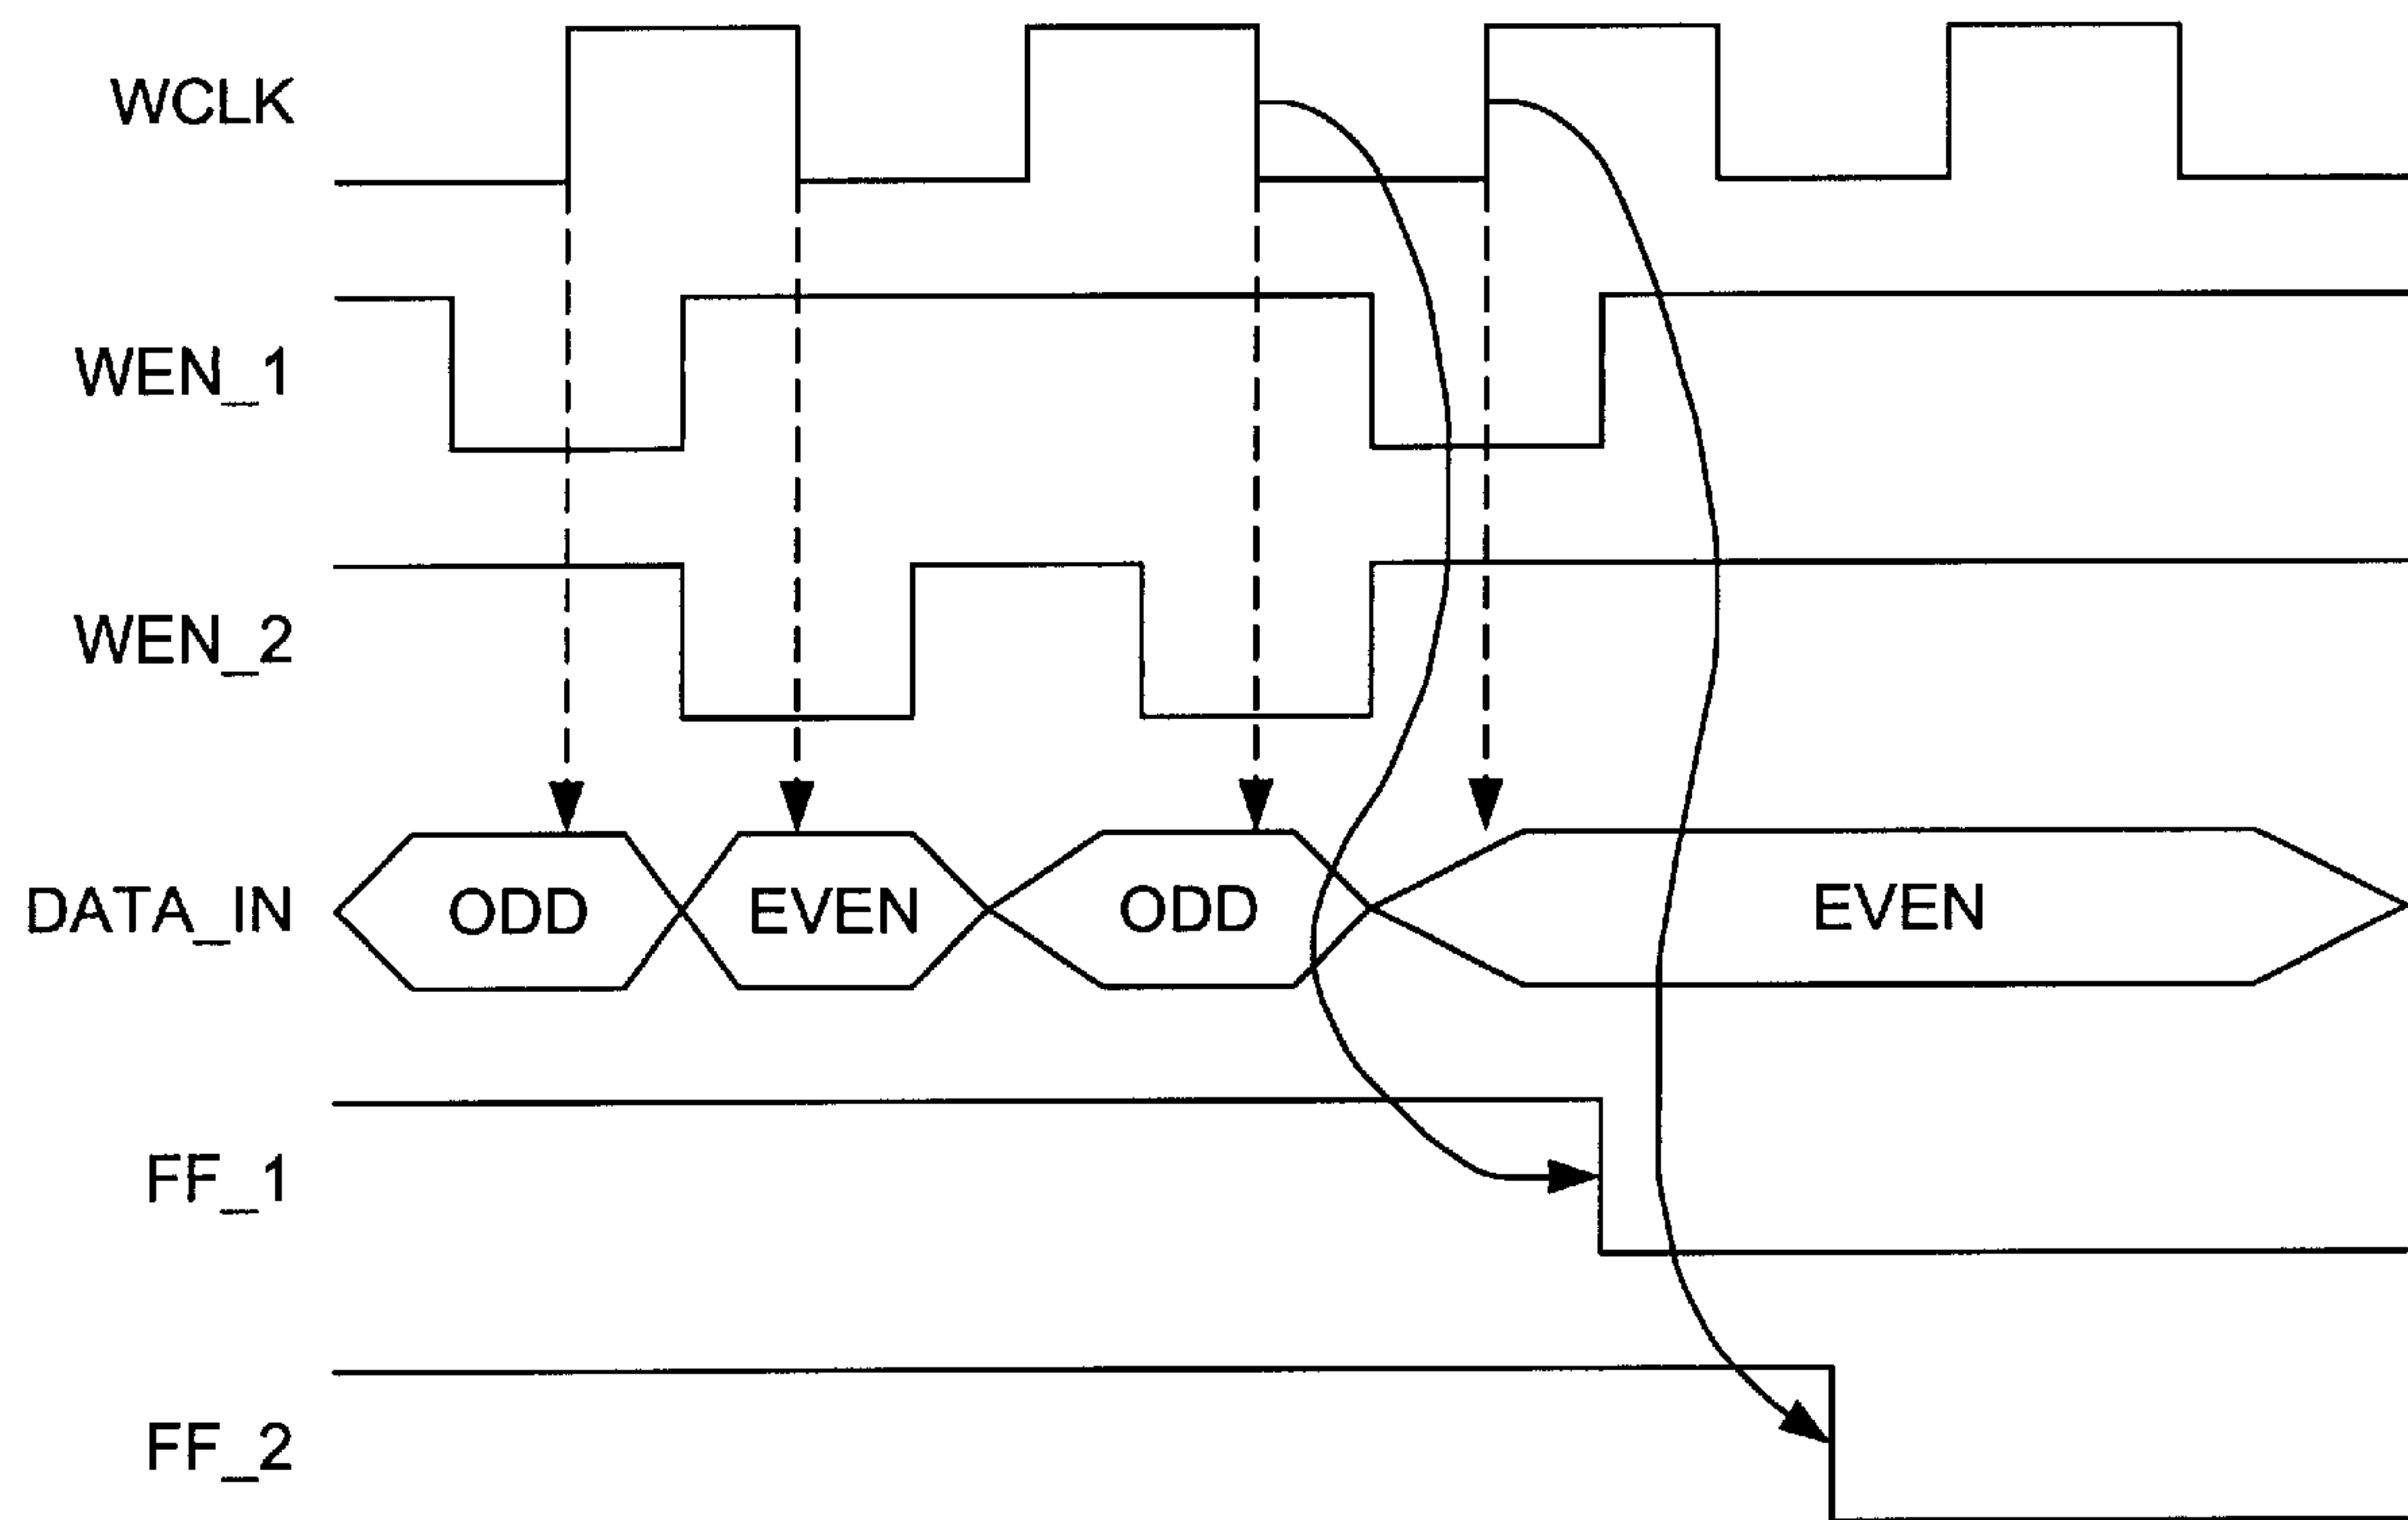 WCLK
WEN_1
WEN_2
DATA_IN ODD EVEN ODD EVEN
FF_1
FF_2